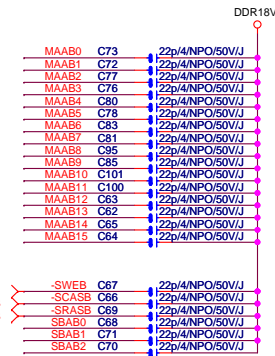 DDR18V
MAAB0 C73 22p/4/NPO/50V/J
MAAB1 C72 22p/4/NPO/50V/J
MAAB2 C77 22p/4/NPO/50V/J
MAAB3 C76 22p/4/NPO/50V/J
MAAB4 C80 22p/4/NPO/50V/J
MAAB5 C78 22p/4/NPO/50V/J
MAAB6 C83 22p/4/NPO/50V/J
MAAB7 C81 22p/4/NPO/50V/J
MAAB8 C95 22p/4/NPO/50V/J
MAAB9 C85 22p/4/NPO/50V/J
MAAB10 C101 22p/4/NPO/50V/J
MAAB11 C100 22p/4/NPO/50V/J
MAAB12 C63 22p/4/NPO/50V/J
MAAB13 C62 22p/4/NPO/50V/J
MAAB14 C65 22p/4/NPO/50V/J
MAAB15 C64 22p/4/NPO/50V/J
-SWEB C67 22p/4/NPO/50V/J
-SCASB C66 22p/4/NPO/50V/J
-SRASB C69 22p/4/NPO/50V/J
SBAB0 C68 22p/4/NPO/50V/J
SBAB1 C71 22p/4/NPO/50V/J
SBAB2 C70 22p/4/NPO/50V/J